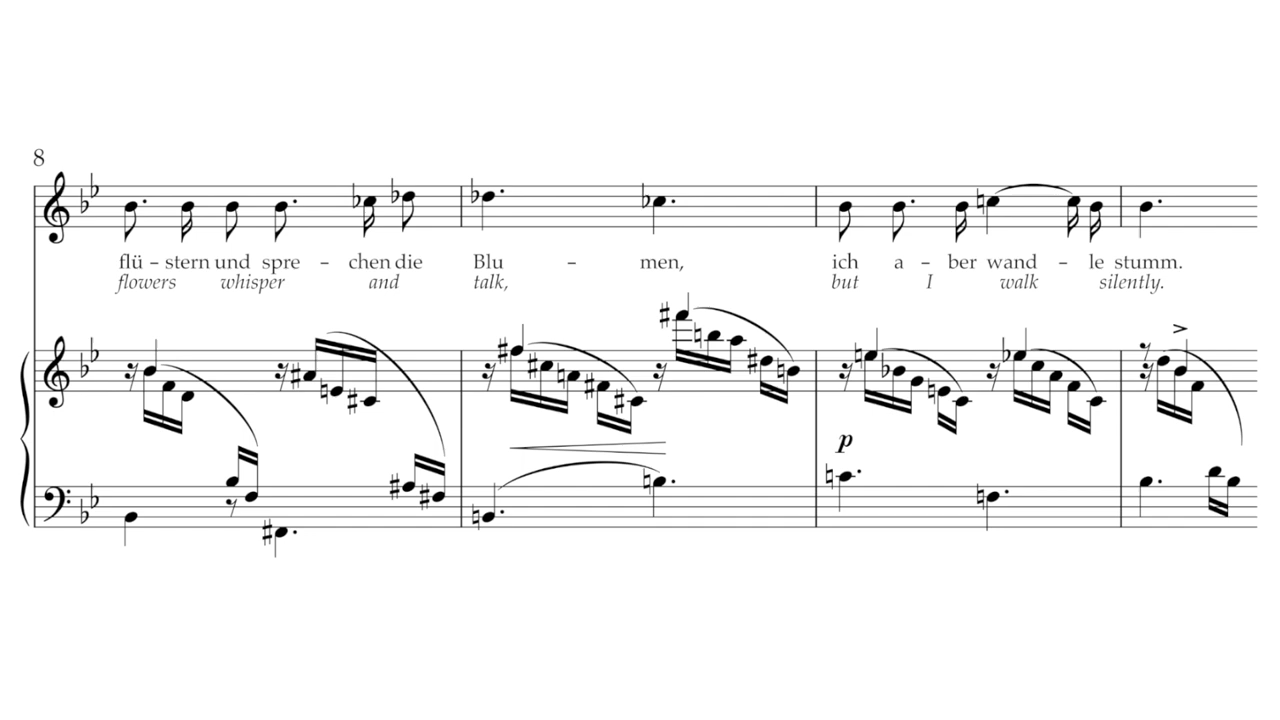 8
flü – stern und spre – chen die Blu – men, ich a – ber wand – le stumm.
flowers whisper and talk, but I walk silently.
p